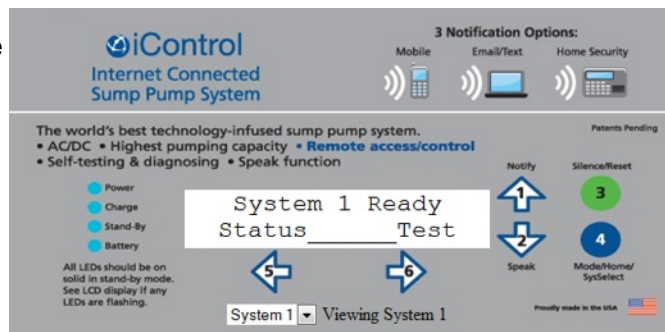 e
iControl
Internet Connected
Sump Pump System
3 Notification Options:
Mobile
Email/Text
Home Security
The world's best technology-infused sump pump system.
• AC/DC • Highest pumping capacity • Remote access/control
• Self-testing & diagnosing • Speak function
Patents Pending
Power
Charge
Stand-By
Battery
All LEDs should be on
solid in stand-by mode.
See LCD display if any
LEDs are flashing.
System 1 Ready
Status______Test
5
6
Notify
1
2
Speak
Silence/Reset
3
4
Mode/Home/
SysSelect
System 1 Viewing System 1
Proudly made in the USA